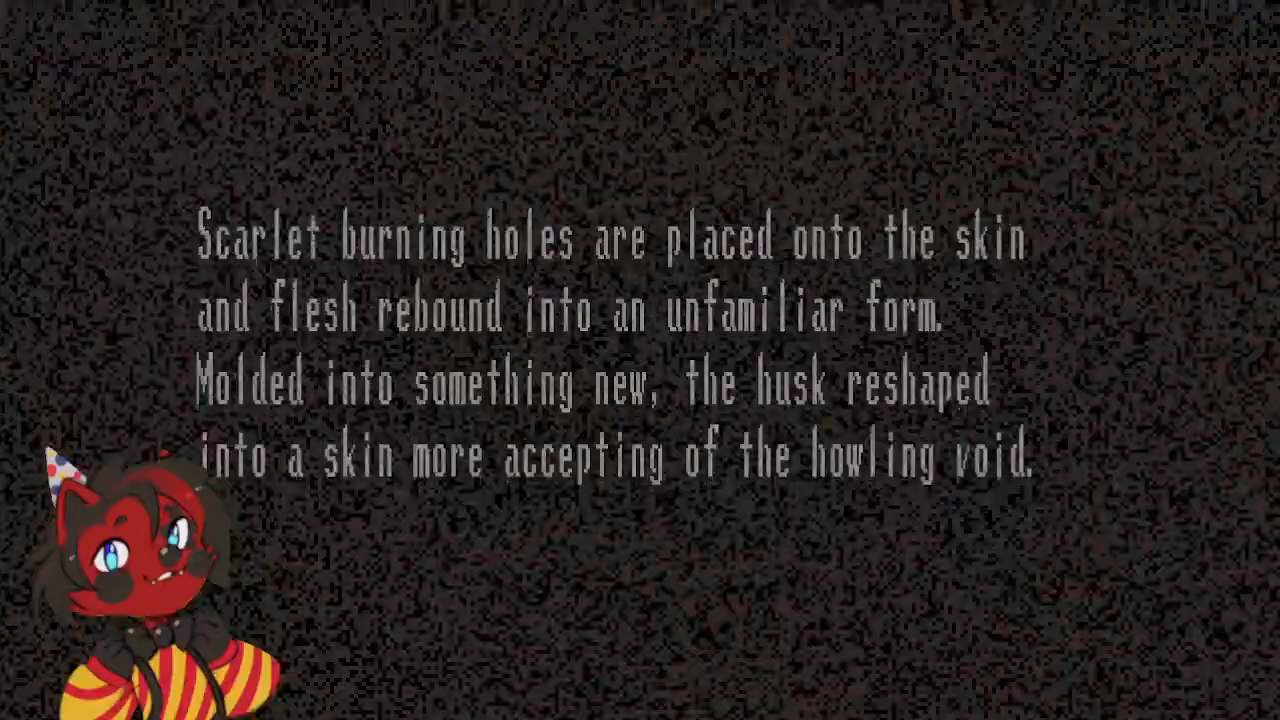 Scarlet burning holes are placed onto the skin
and flesh rebound into an unfamiliar form.
Molded into something new, the husk reshaped
into a skin more accepting of the howling void.